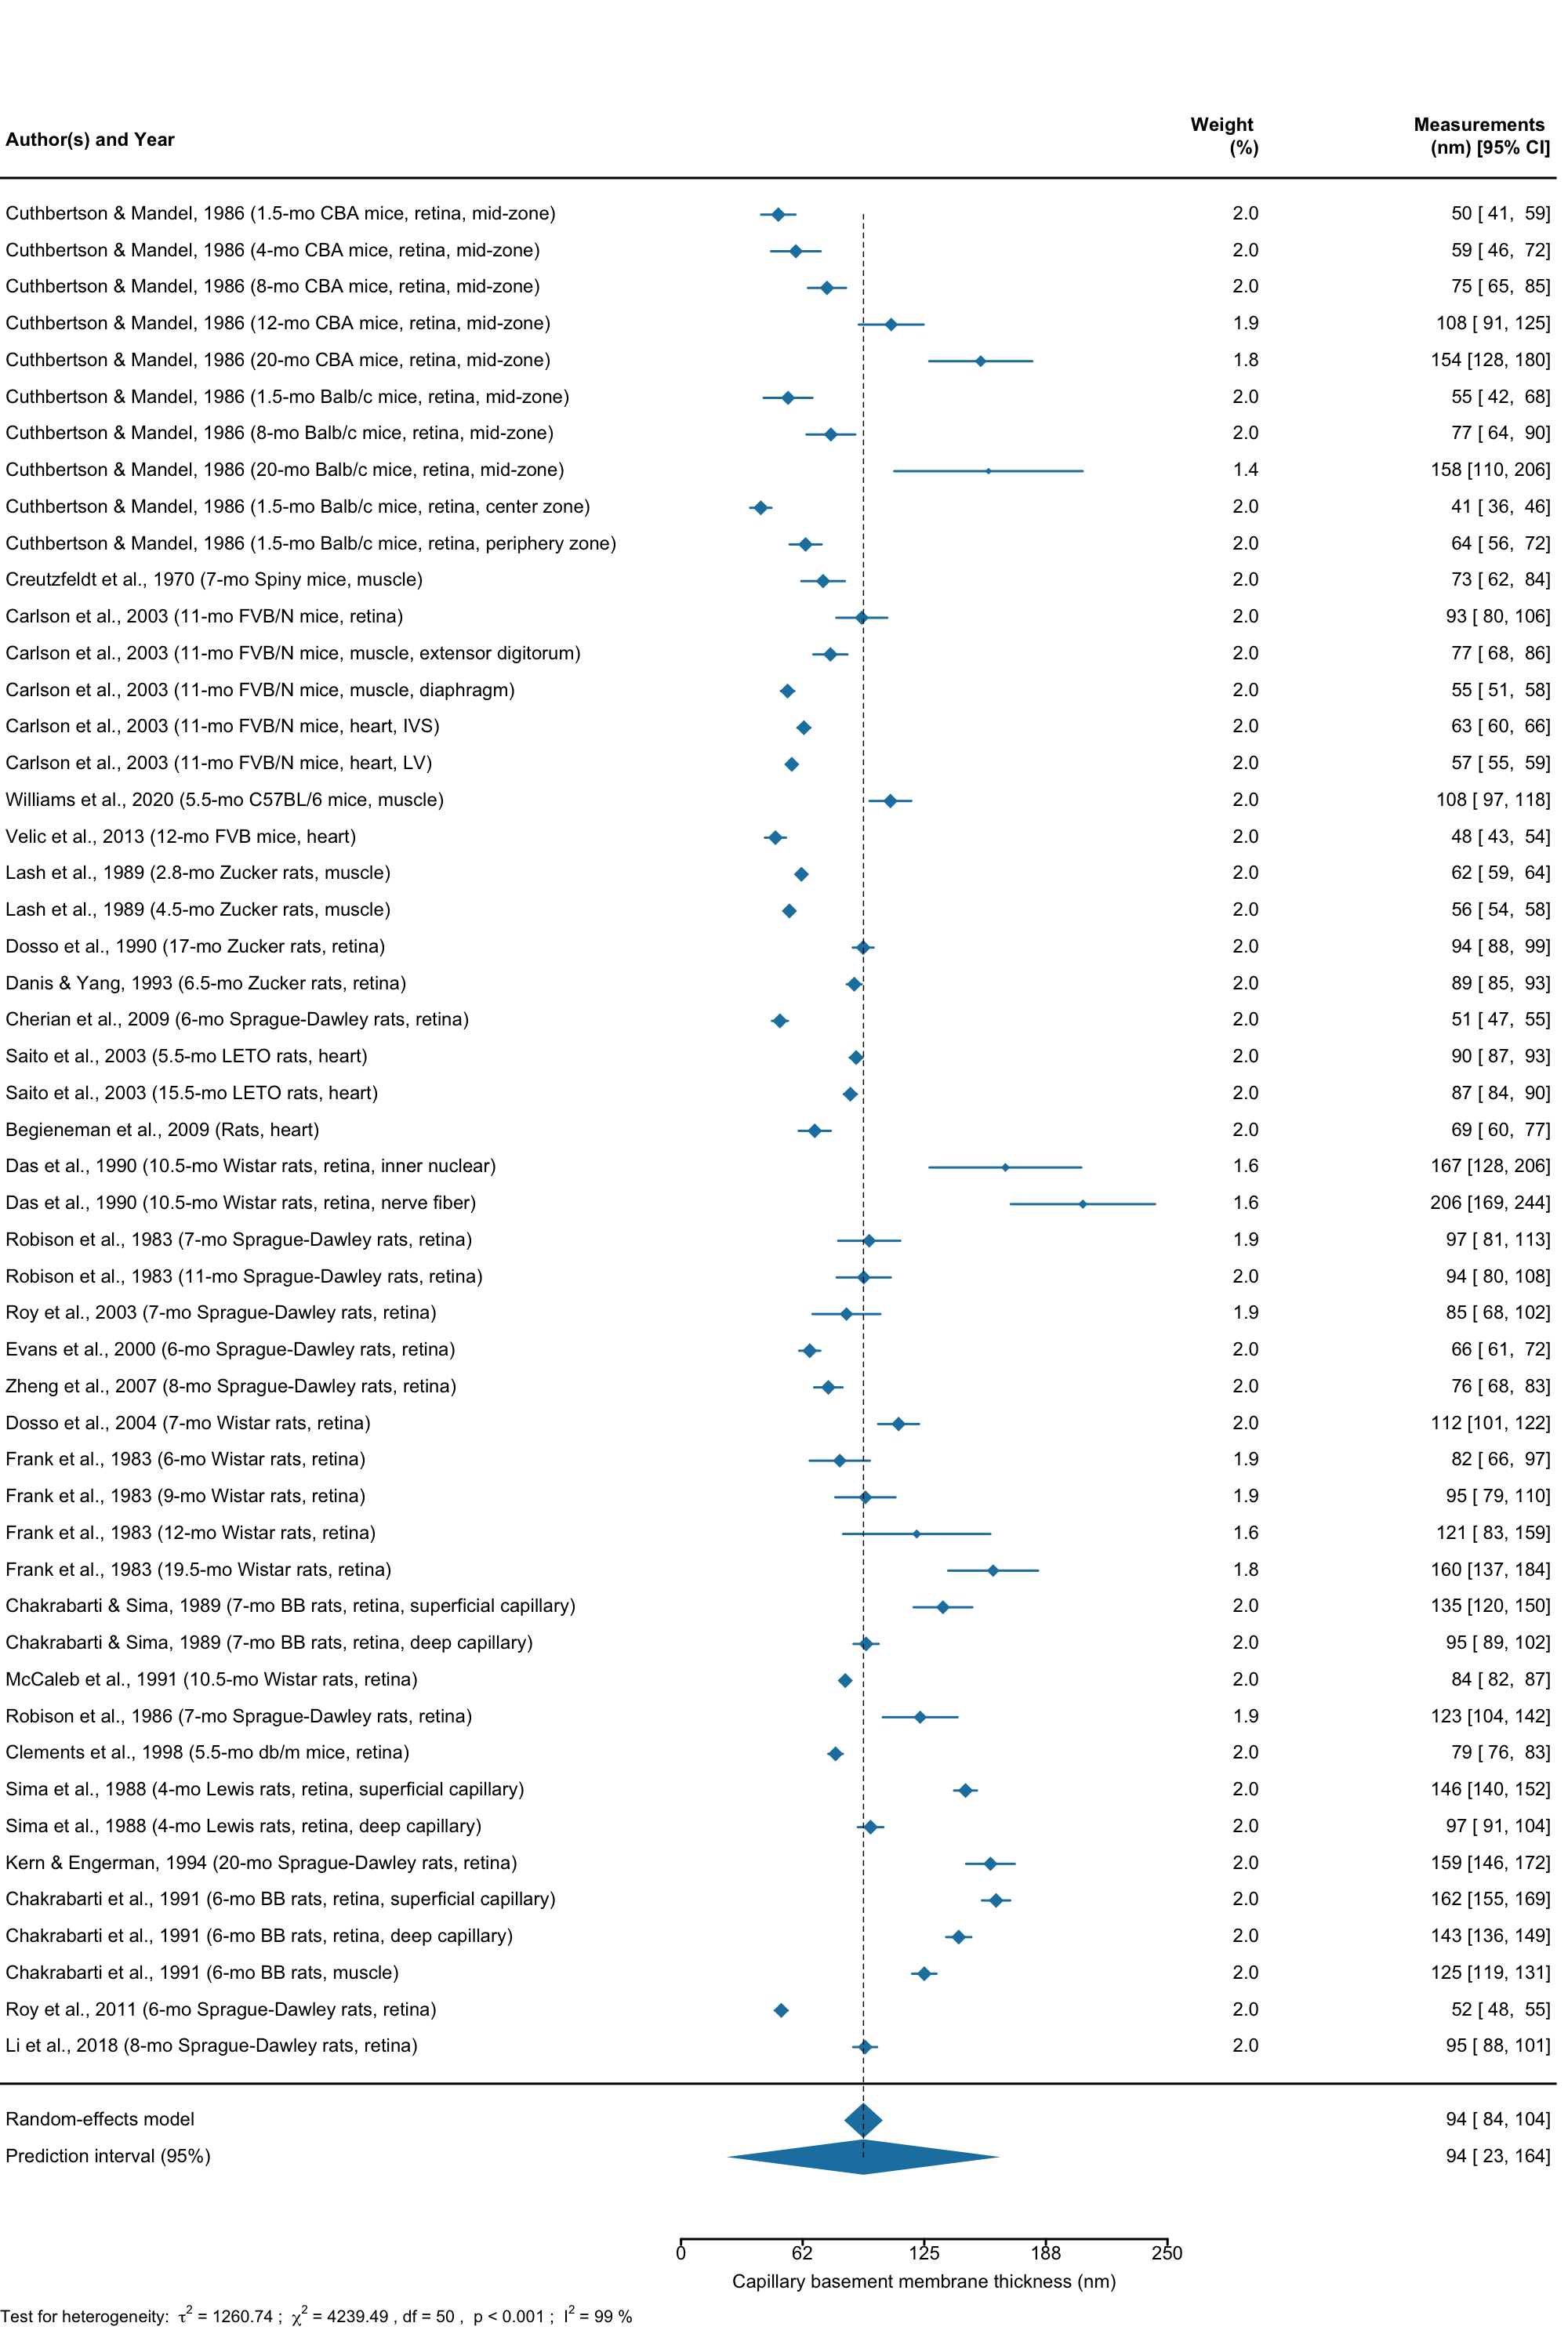 Author(s) and Year Weight (%) Measurements (nm) [95% CI]
Cuthbertson & Mandel, 1986 (1.5-mo CBA mice, retina, mid-zone) 2.0 50 [ 41, 59]
Cuthbertson & Mandel, 1986 (4-mo CBA mice, retina, mid-zone) 2.0 59 [ 46, 72]
Cuthbertson & Mandel, 1986 (8-mo CBA mice, retina, mid-zone) 2.0 75 [ 65, 85]
Cuthbertson & Mandel, 1986 (12-mo CBA mice, retina, mid-zone) 1.9 108 [ 91, 125]
Cuthbertson & Mandel, 1986 (20-mo CBA mice, retina, mid-zone) 1.8 154 [128, 180]
Cuthbertson & Mandel, 1986 (1.5-mo Balb/c mice, retina, mid-zone) 2.0 55 [ 42, 68]
Cuthbertson & Mandel, 1986 (8-mo Balb/c mice, retina, mid-zone) 2.0 77 [ 64, 90]
Cuthbertson & Mandel, 1986 (20-mo Balb/c mice, retina, mid-zone) 1.4 158 [110, 206]
Cuthbertson & Mandel, 1986 (1.5-mo Balb/c mice, retina, center zone) 2.0 41 [ 36, 46]
Cuthbertson & Mandel, 1986 (1.5-mo Balb/c mice, retina, periphery zone) 2.0 64 [ 56, 72]
Creutzfeldt et al., 1970 (7-mo Spiny mice, muscle) 2.0 73 [ 62, 84]
Carlson et al., 2003 (11-mo FVB/N mice, retina) 2.0 93 [ 80, 106]
Carlson et al., 2003 (11-mo FVB/N mice, muscle, extensor digitorum) 2.0 77 [ 68, 86]
Carlson et al., 2003 (11-mo FVB/N mice, muscle, diaphragm) 2.0 55 [ 51, 58]
Carlson et al., 2003 (11-mo FVB/N mice, heart, IVS) 2.0 63 [ 60, 66]
Carlson et al., 2003 (11-mo FVB/N mice, heart, LV) 2.0 57 [ 55, 59]
Williams et al., 2020 (5.5-mo C57BL/6 mice, muscle) 2.0 108 [ 97, 118]
Velic et al., 2013 (12-mo FVB mice, heart) 2.0 48 [ 43, 54]
Lash et al., 1989 (2.8-mo Zucker rats, muscle) 2.0 62 [ 59, 64]
Lash et al., 1989 (4.5-mo Zucker rats, muscle) 2.0 56 [ 54, 58]
Dosso et al., 1990 (17-mo Zucker rats, retina) 2.0 94 [ 88, 99]
Danis & Yang, 1993 (6.5-mo Zucker rats, retina) 2.0 89 [ 85, 93]
Cherian et al., 2009 (6-mo Sprague-Dawley rats, retina) 2.0 51 [ 47, 55]
Saito et al., 2003 (5.5-mo LETO rats, heart) 2.0 90 [ 87, 93]
Saito et al., 2003 (15.5-mo LETO rats, heart) 2.0 87 [ 84, 90]
Begieneman et al., 2009 (Rats, heart) 2.0 69 [ 60, 77]
Das et al., 1990 (10.5-mo Wistar rats, retina, inner nuclear) 1.6 167 [128, 206]
Das et al., 1990 (10.5-mo Wistar rats, retina, nerve fiber) 1.6 206 [169, 244]
Robison et al., 1983 (7-mo Sprague-Dawley rats, retina) 1.9 97 [ 81, 113]
Robison et al., 1983 (11-mo Sprague-Dawley rats, retina) 2.0 94 [ 80, 108]
Roy et al., 2003 (7-mo Sprague-Dawley rats, retina) 1.9 85 [ 68, 102]
Evans et al., 2000 (6-mo Sprague-Dawley rats, retina) 2.0 66 [ 61, 72]
Zheng et al., 2007 (8-mo Sprague-Dawley rats, retina) 2.0 76 [ 68, 83]
Dosso et al., 2004 (7-mo Wistar rats, retina) 2.0 112 [101, 122]
Frank et al., 1983 (6-mo Wistar rats, retina) 1.9 82 [ 66, 97]
Frank et al., 1983 (9-mo Wistar rats, retina) 1.9 95 [ 79, 110]
Frank et al., 1983 (12-mo Wistar rats, retina) 1.6 121 [ 83, 159]
Frank et al., 1983 (19.5-mo Wistar rats, retina) 1.8 160 [137, 184]
Chakrabarti & Sima, 1989 (7-mo BB rats, retina, superficial capillary) 2.0 135 [120, 150]
Chakrabarti & Sima, 1989 (7-mo BB rats, retina, deep capillary) 2.0 95 [ 89, 102]
McCaleb et al., 1991 (10.5-mo Wistar rats, retina) 2.0 84 [ 82, 87]
Robison et al., 1986 (7-mo Sprague-Dawley rats, retina) 1.9 123 [104, 142]
Clements et al., 1998 (5.5-mo db/m mice, retina) 2.0 79 [ 76, 83]
Sima et al., 1988 (4-mo Lewis rats, retina, superficial capillary) 2.0 146 [140, 152]
Sima et al., 1988 (4-mo Lewis rats, retina, deep capillary) 2.0 97 [ 91, 104]
Kern & Engerman, 1994 (20-mo Sprague-Dawley rats, retina) 2.0 159 [146, 172]
Chakrabarti et al., 1991 (6-mo BB rats, retina, superficial capillary) 2.0 162 [155, 169]
Chakrabarti et al., 1991 (6-mo BB rats, retina, deep capillary) 2.0 143 [136, 149]
Chakrabarti et al., 1991 (6-mo BB rats, muscle) 2.0 125 [119, 131]
Roy et al., 2011 (6-mo Sprague-Dawley rats, retina) 2.0 52 [ 48, 55]
Li et al., 2018 (8-mo Sprague-Dawley rats, retina) 2.0 95 [ 88, 101]
Random-effects model 94 [ 84, 104]
Prediction interval (95%) 94 [ 23, 164]
0 62 125 188 250
Capillary basement membrane thickness (nm)
Test for heterogeneity: τ² = 1260.74 ; χ² = 4239.49 , df = 50 , p < 0.001 ; I² = 99 %